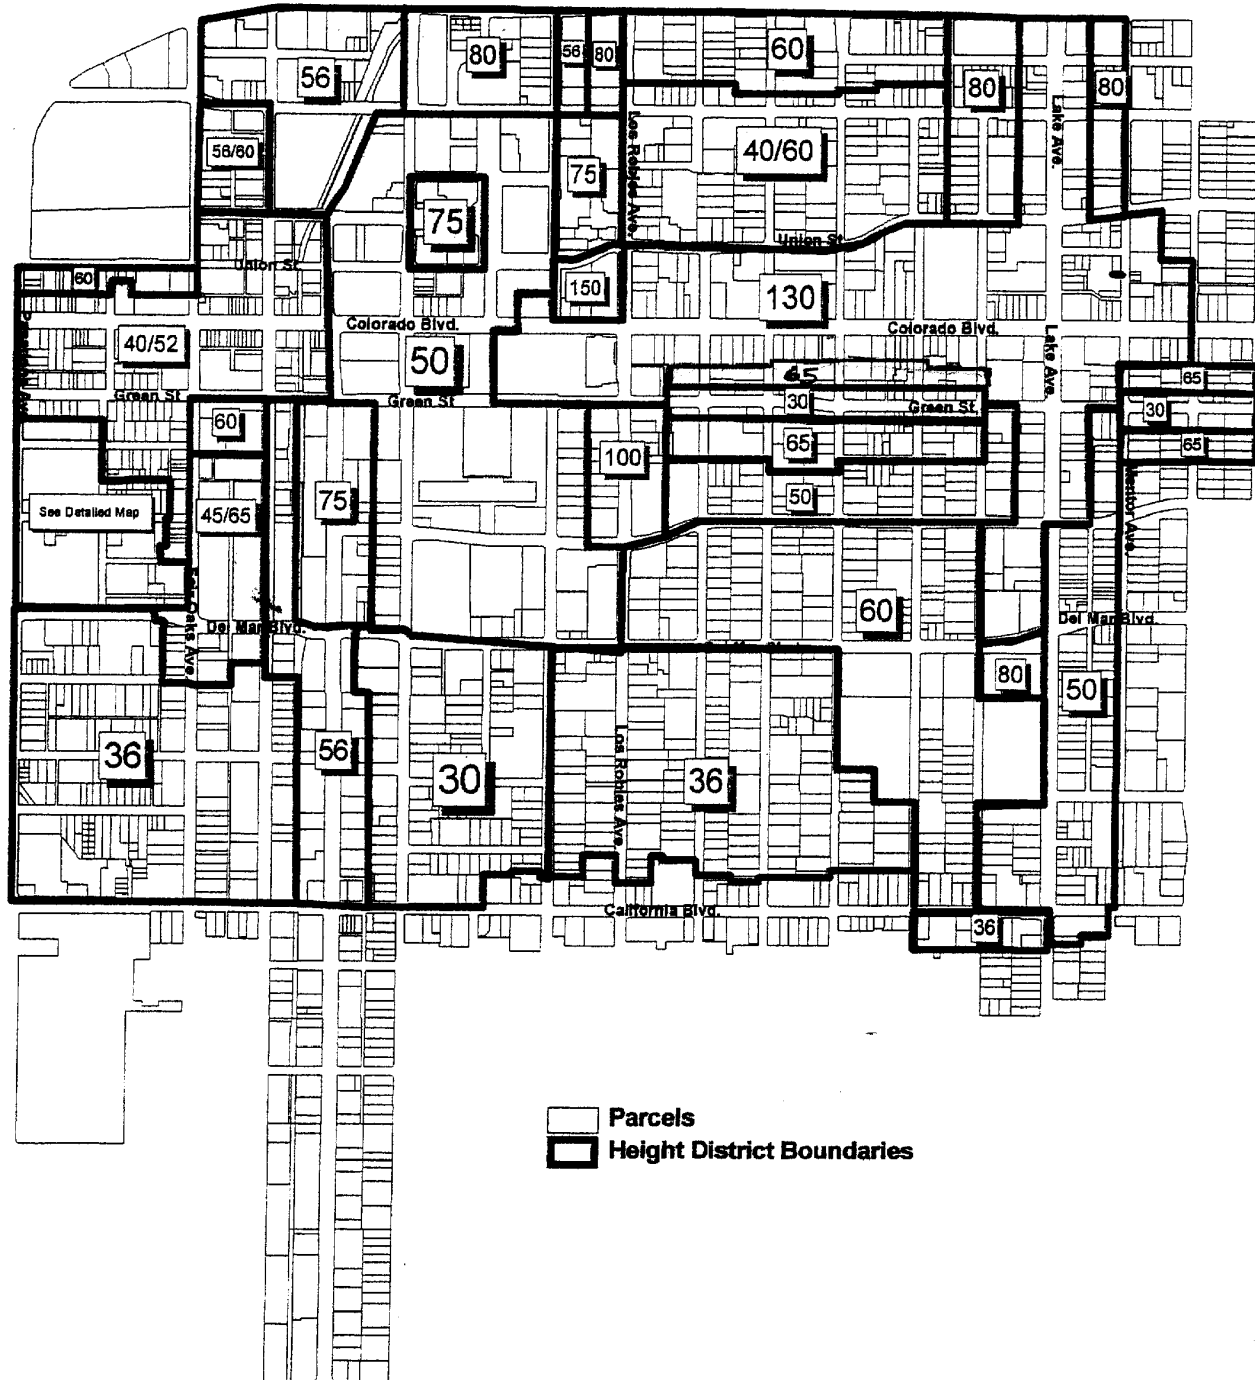 60
56
80
80
56
80
80
Lake Ave.
Los Robles Ave.
56/60
40/60
75
75
Union St.
Union St.
60
150
130
Colorado Blvd.
Colorado Blvd.
40/52
50
Lake Ave.
65
65
Green St
Green St
30
Green St.
30
60
65
65
100
See Detailed Map
45/65
75
50
Mentor Ave.
60
Del Mar Blvd.
Del Mar Blvd.
80
50
36
56
30
Los Robles Ave.
36
California Blvd.
36
Parcels
Height District Boundaries